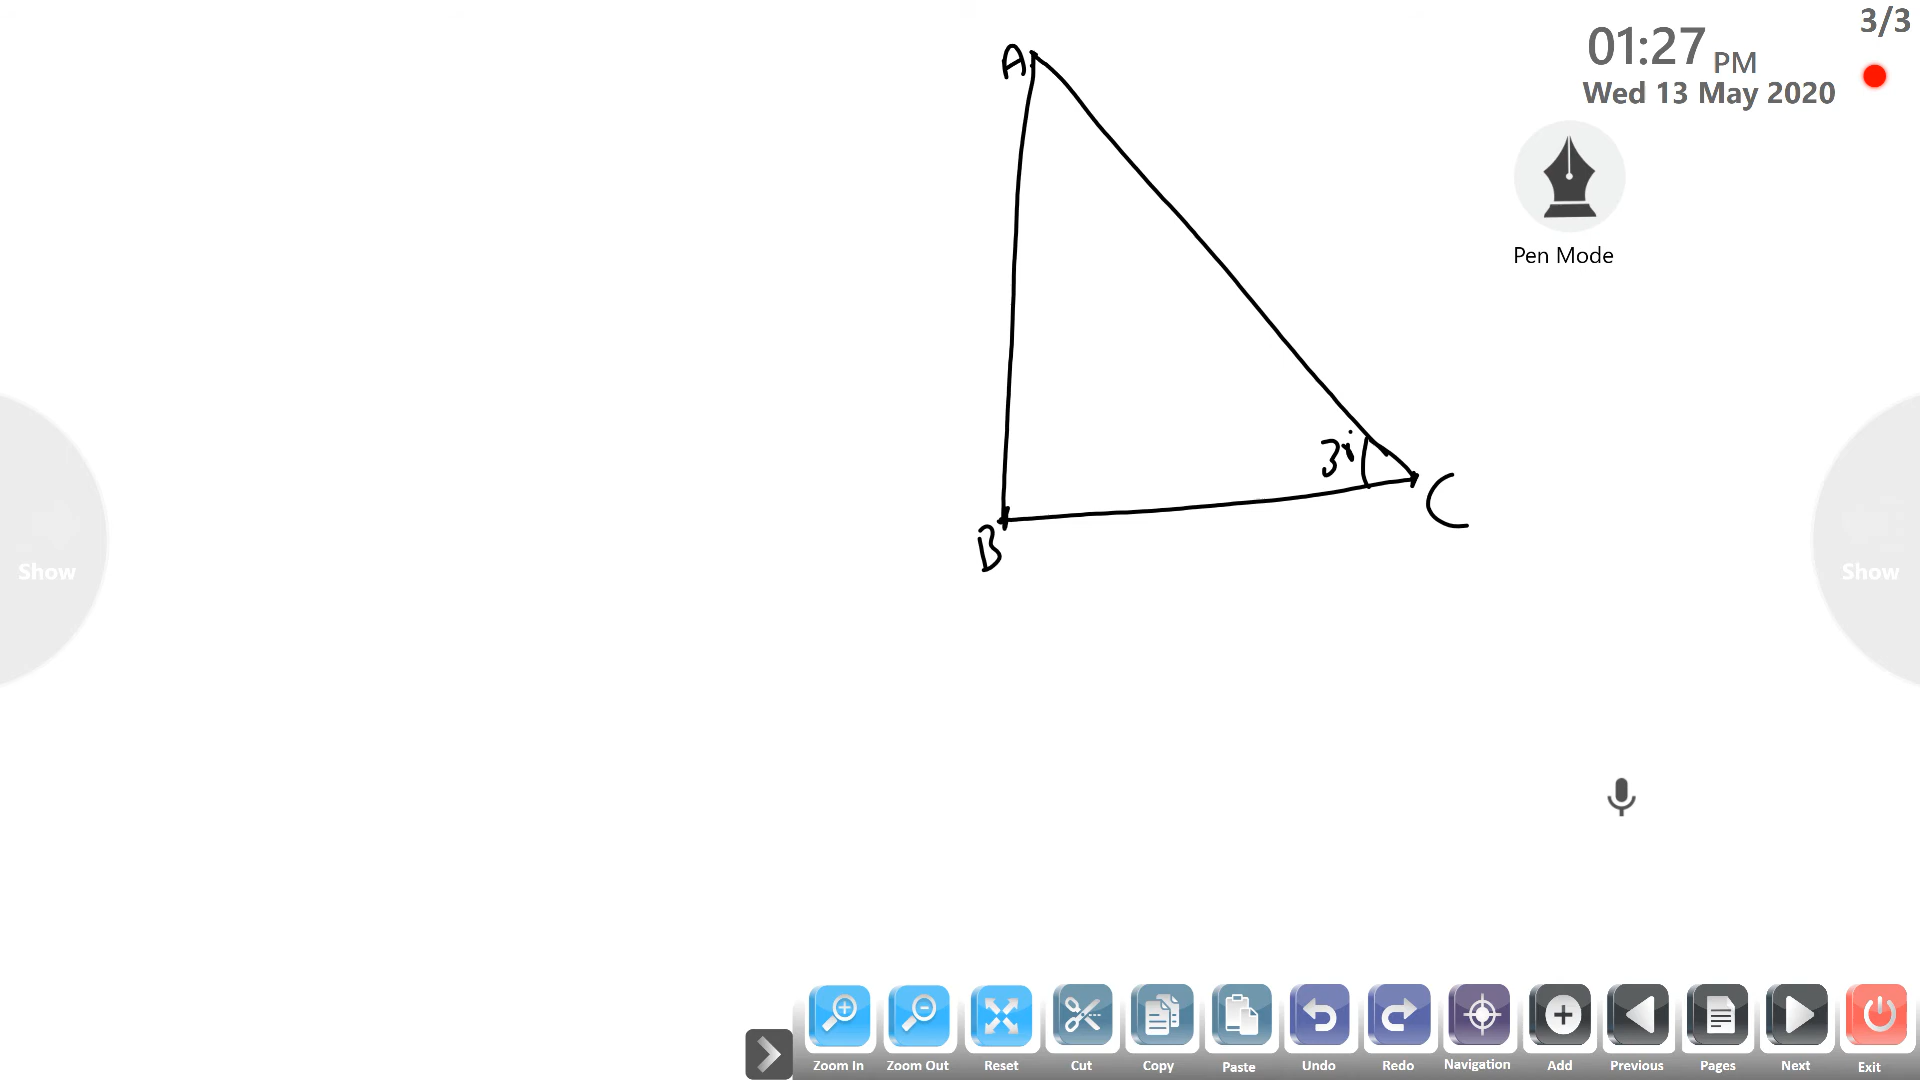 3/3
01:27 PM
Wed 13 May 2020
A
Pen Mode
C
B
Show
Show
Zoom In
Zoom Out
Reset
Cut
Copy
Paste
Undo
Redo
Navigation
Add
Previous
Pages
Next
Exit